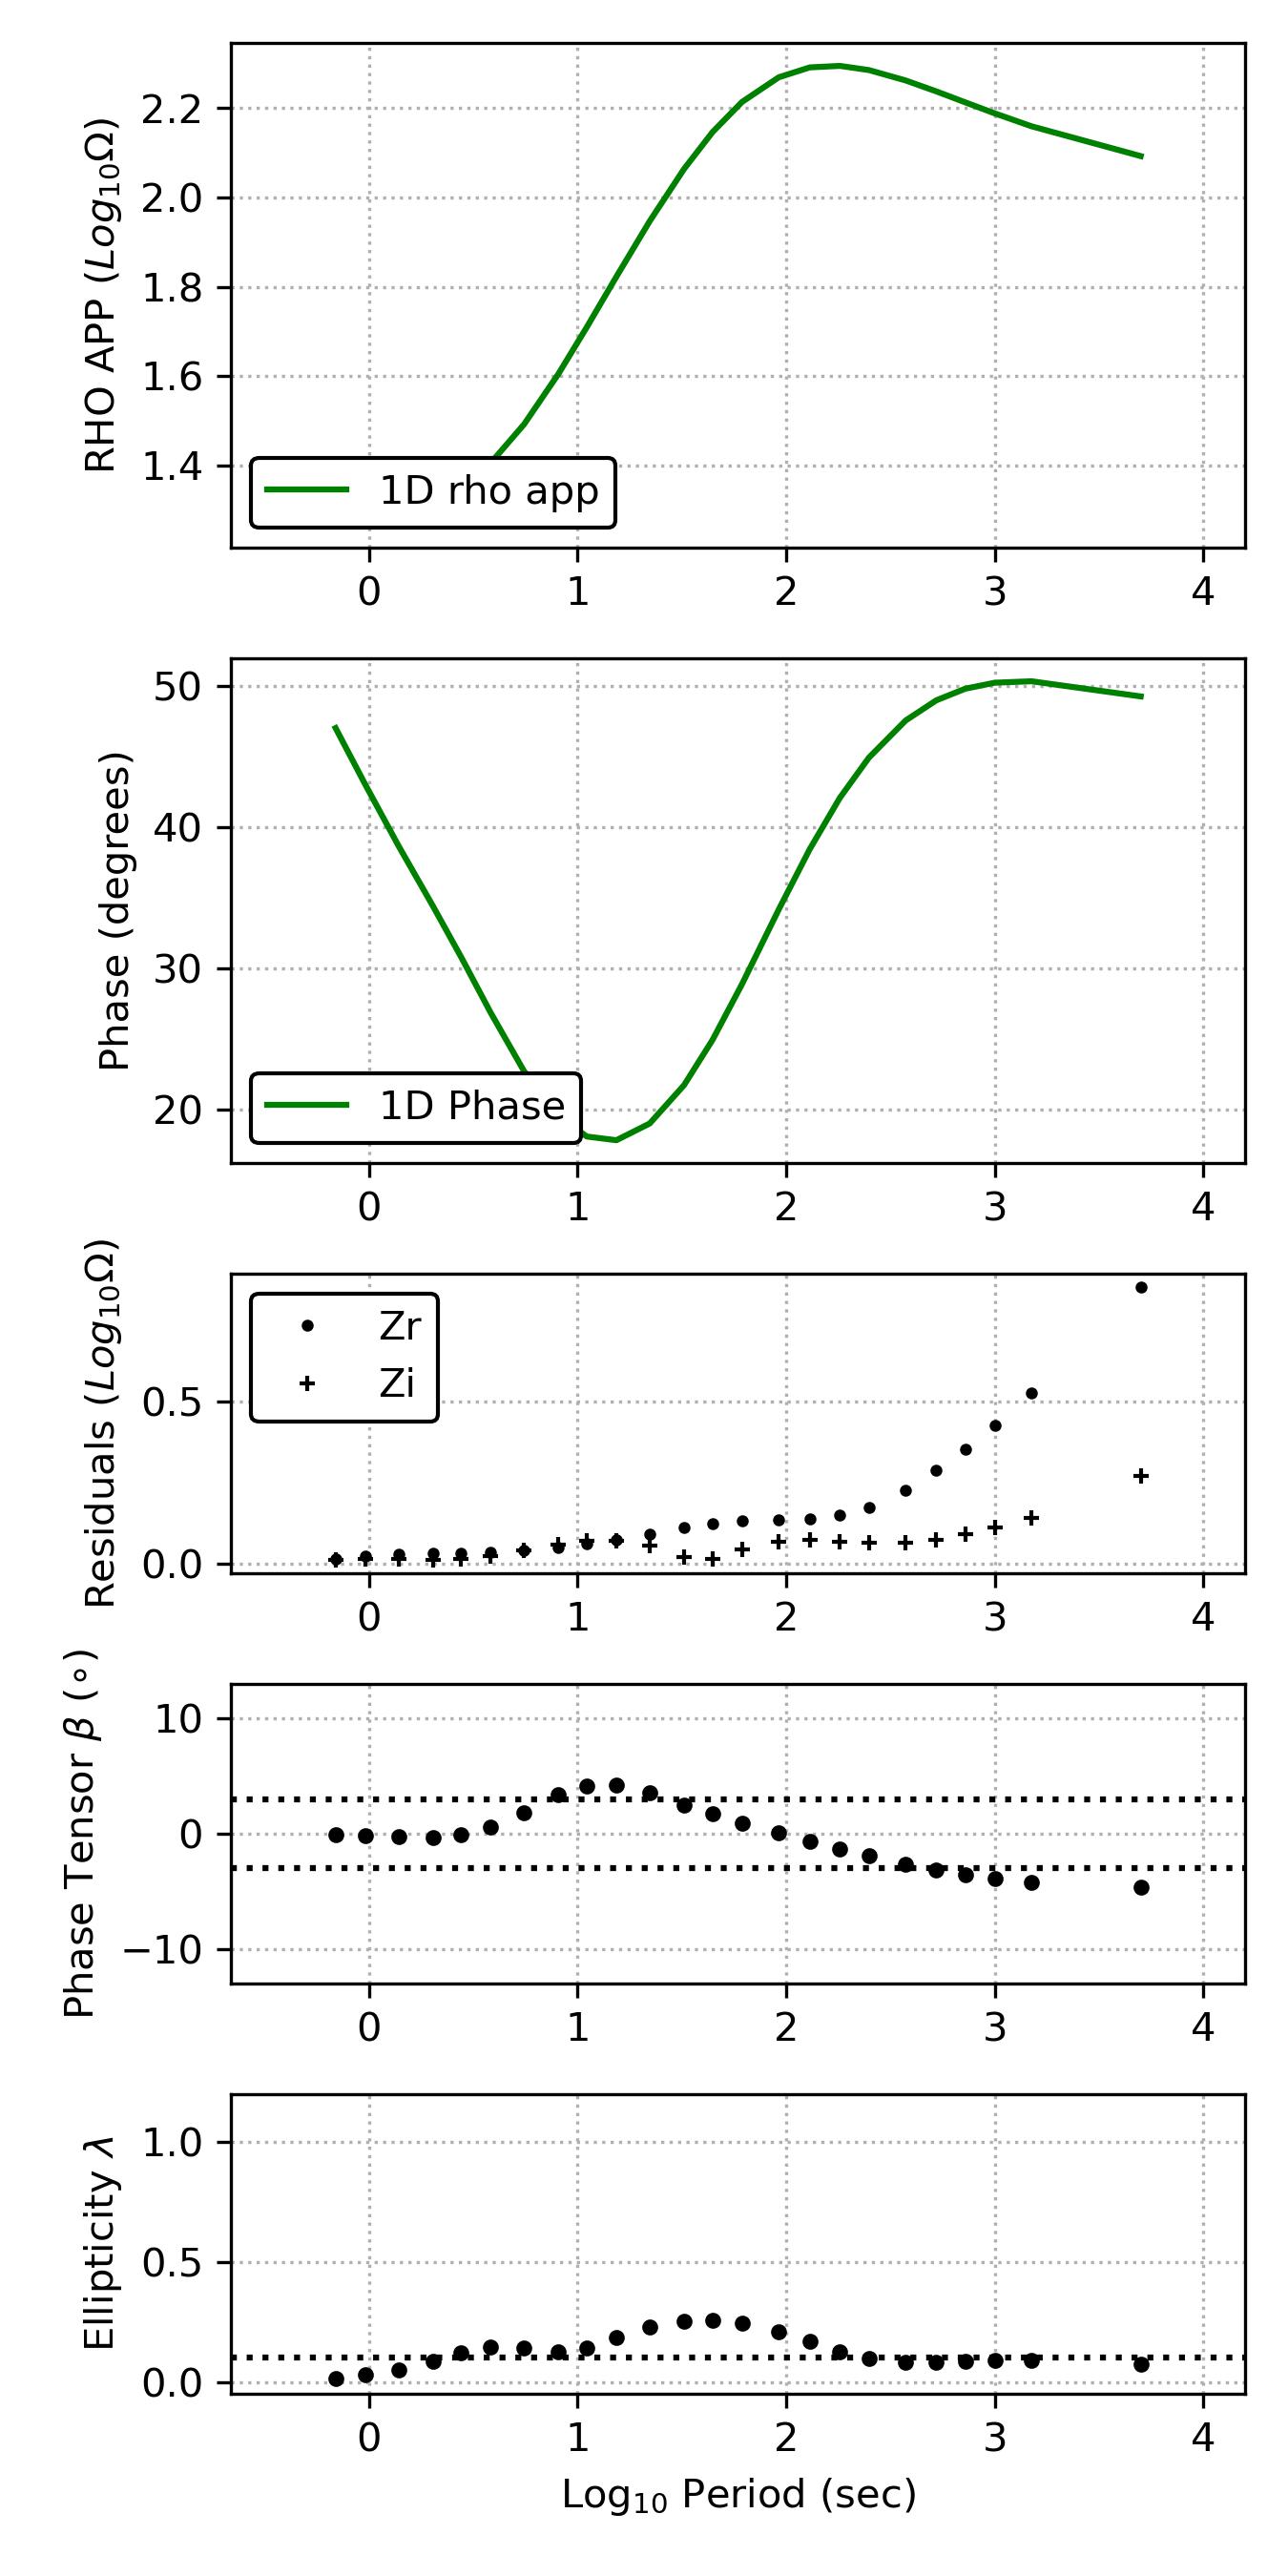 RHO APP (Log₁₀Ω)
2.2
2.0
1.8
1.6
1.4
1D rho app
0 1 2 3 4
Phase (degrees)
50
40
30
20
1D Phase
0 1 2 3 4
Residuals (Log₁₀Ω)
Zr
Zi
0.5
0.0
0 1 2 3 4
Phase Tensor β (∘)
10
0
−10
0 1 2 3 4
Ellipticity λ
1.0
0.5
0.0
0 1 2 3 4
Log₁₀ Period (sec)